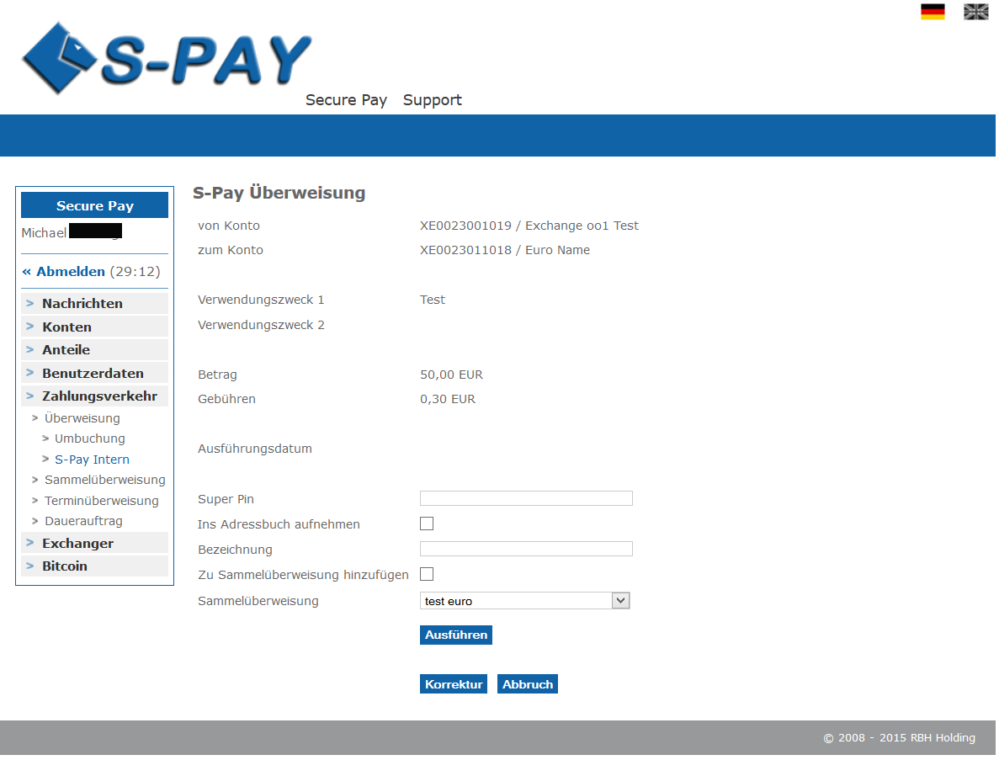 S-PAY
Secure Pay Support
Secure Pay
Michael
« Abmelden (29:12)
> Nachrichten
> Konten
> Anteile
> Benutzerdaten
> Zahlungsverkehr
> Überweisung
> Umbuchung
> S-Pay Intern
> Sammelüberweisung
> Terminüberweisung
> Dauerauftrag
> Exchanger
> Bitcoin
S-Pay Überweisung
von Konto XE0023001019 / Exchange oo1 Test
zum Konto XE0023011018 / Euro Name
Verwendungszweck 1 Test
Verwendungszweck 2
Betrag 50,00 EUR
Gebühren 0,30 EUR
Ausführungsdatum
Super Pin
Ins Adressbuch aufnehmen
Bezeichnung
Zu Sammelüberweisung hinzufügen
Sammelüberweisung test euro
Ausführen
Korrektur Abbruch
© 2008 - 2015 RBH Holding